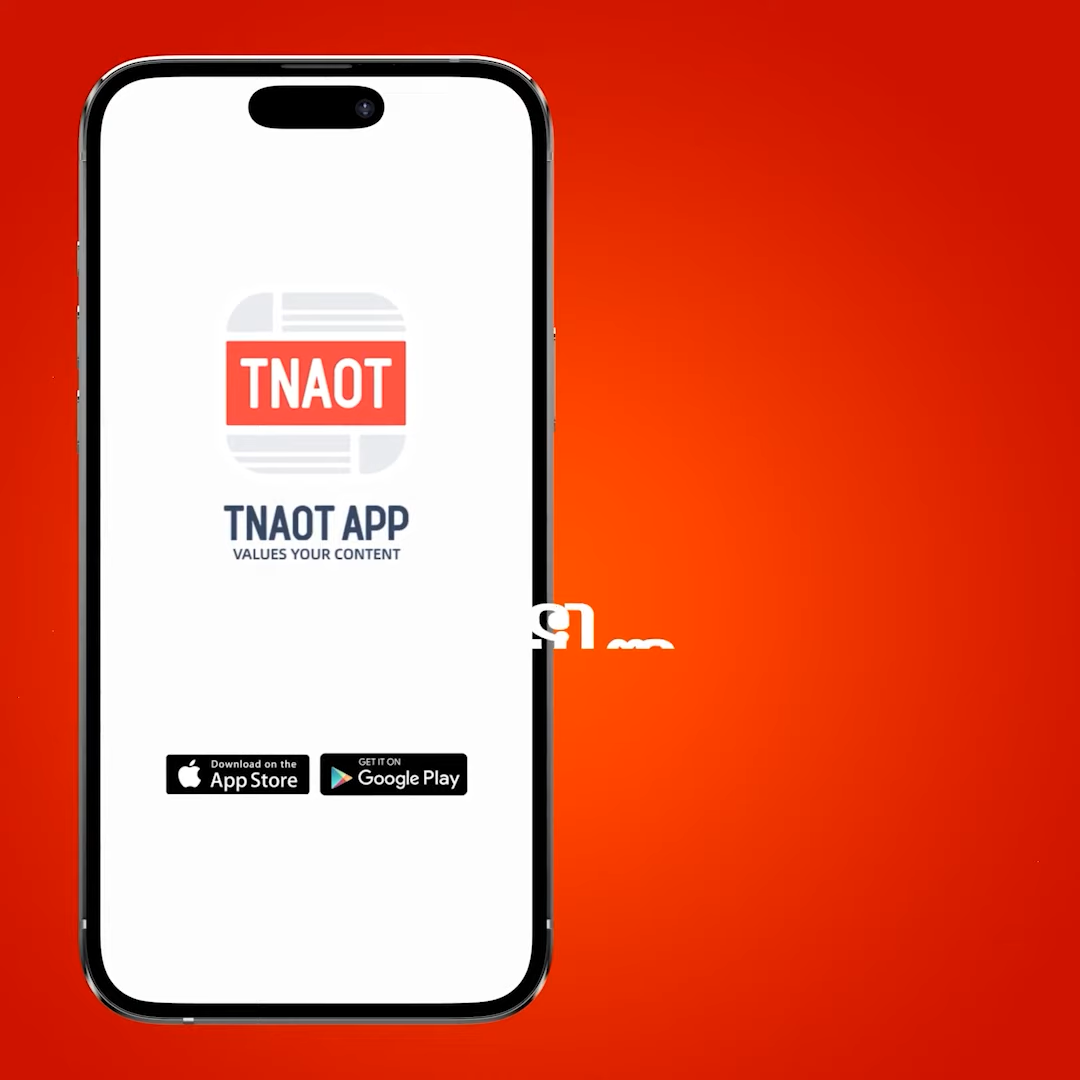 TNAOT
TNAOT APP
VALUES YOUR CONTENT
Download on the
App Store
GET IT ON
Google Play